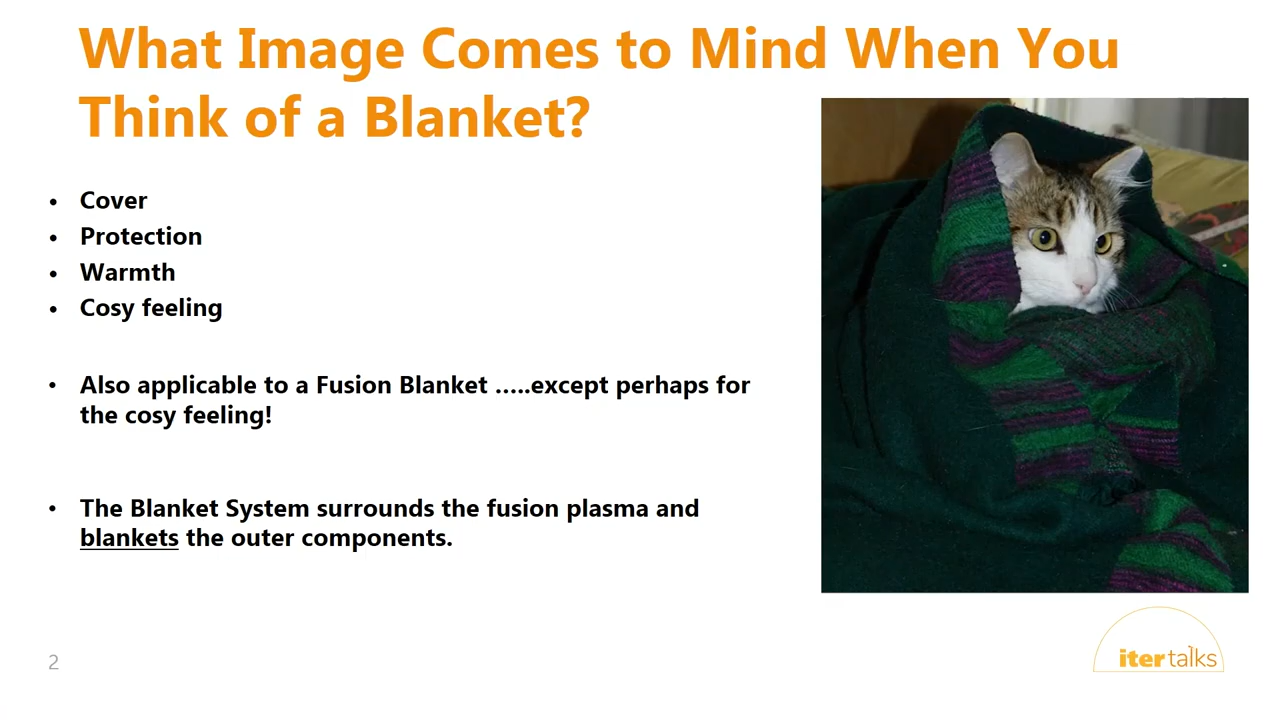 What Image Comes to Mind When You
Think of a Blanket?
• Cover
• Protection
• Warmth
• Cosy feeling
• Also applicable to a Fusion Blanket …..except perhaps for
the cosy feeling!
• The Blanket System surrounds the fusion plasma and
blankets the outer components.
2
iter talks